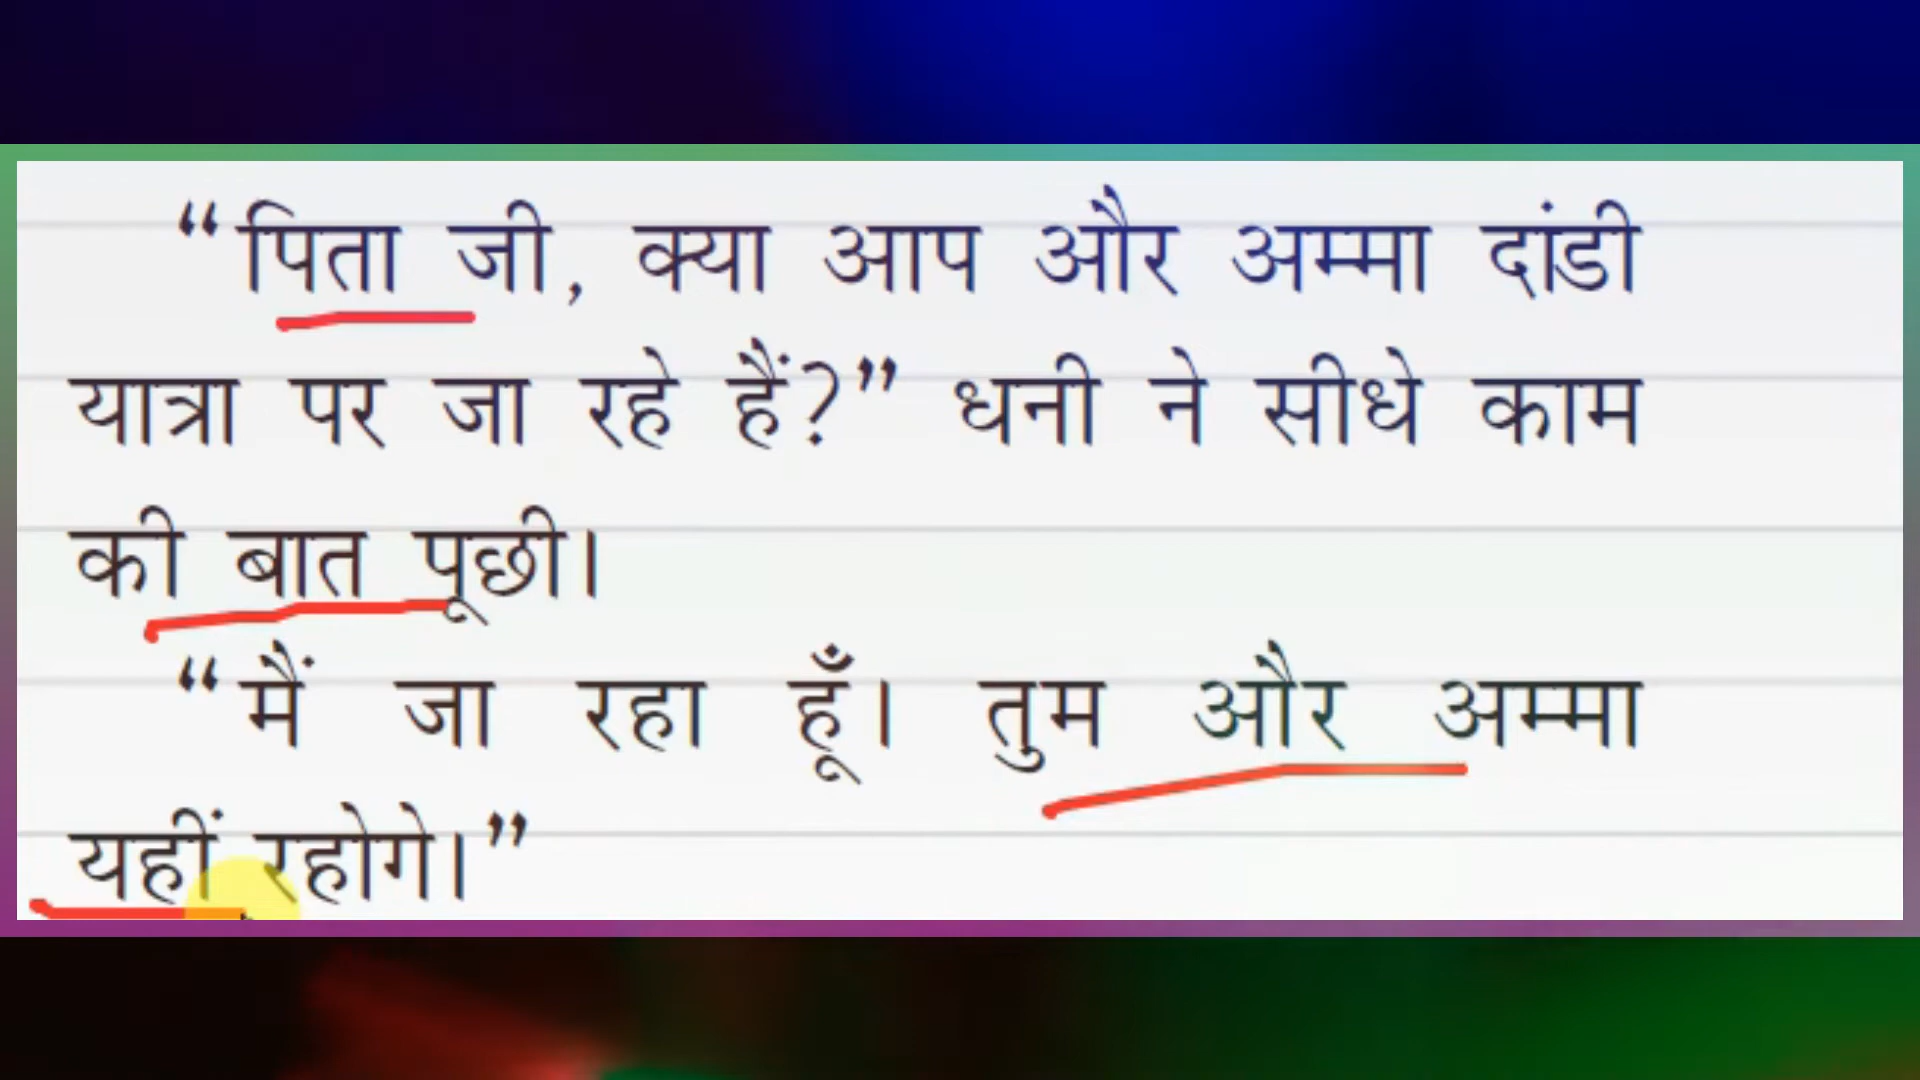 “पिता जी, क्या आप और अम्मा दांडी
यात्रा पर जा रहे हैं?” धनी ने सीधे काम
की बात पूछी।
“मैं जा रहा हूँ। तुम और अम्मा
यहीं रहोगे।”